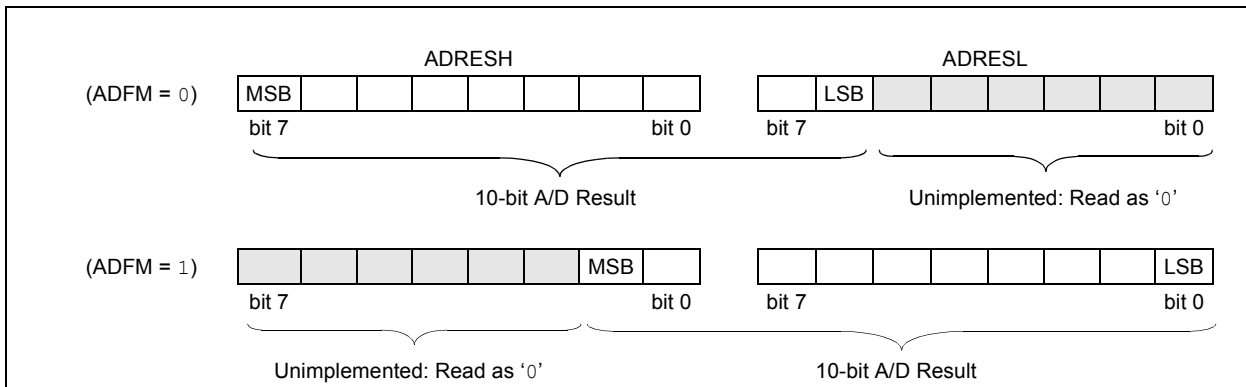 ADRESH ADRESL
(ADFM = 0) MSB LSB
bit 7 bit 0 bit 7 bit 0
10-bit A/D Result Unimplemented: Read as ‘0’
(ADFM = 1) MSB LSB
bit 7 bit 0 bit 7 bit 0
Unimplemented: Read as ‘0’ 10-bit A/D Result